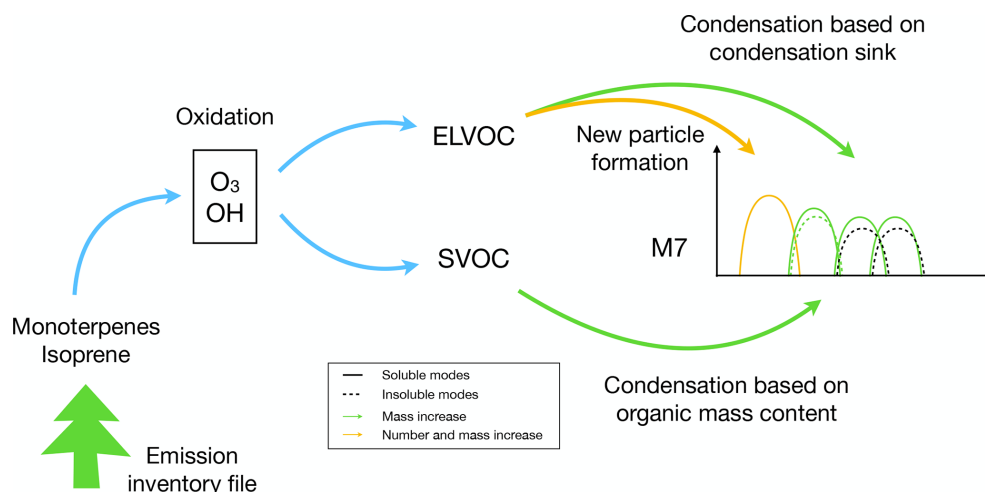 Condensation based on
condensation sink
Oxidation
O₃
OH
ELVOC
New particle
formation
SVOC
M7
Monoterpenes
Isoprene
Soluble modes
Insoluble modes
Mass increase
Number and mass increase
Condensation based on
organic mass content
Emission
inventory file